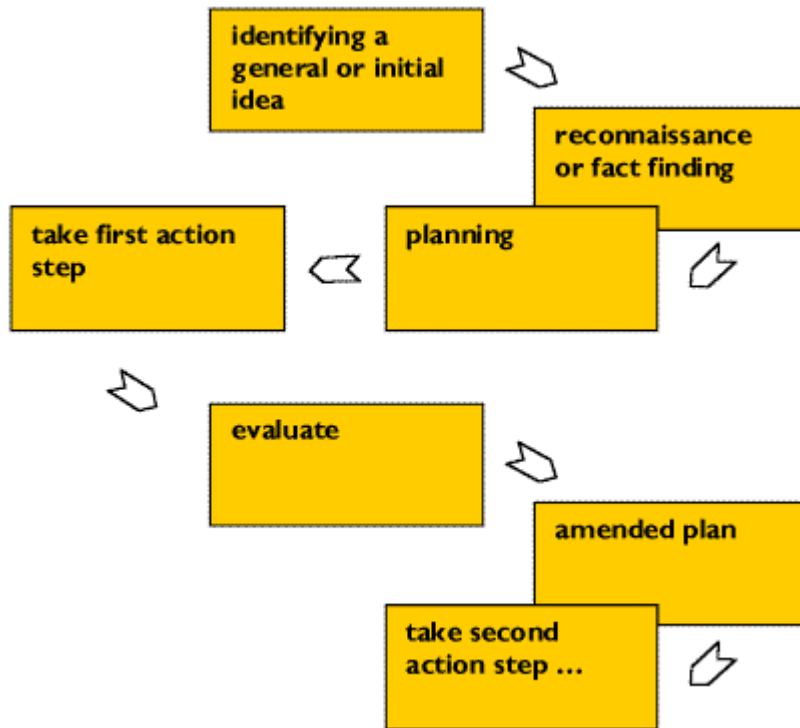 identifying a
general or initial
idea
reconnaissance
or fact finding
planning
take first action
step
evaluate
amended plan
take second
action step ...